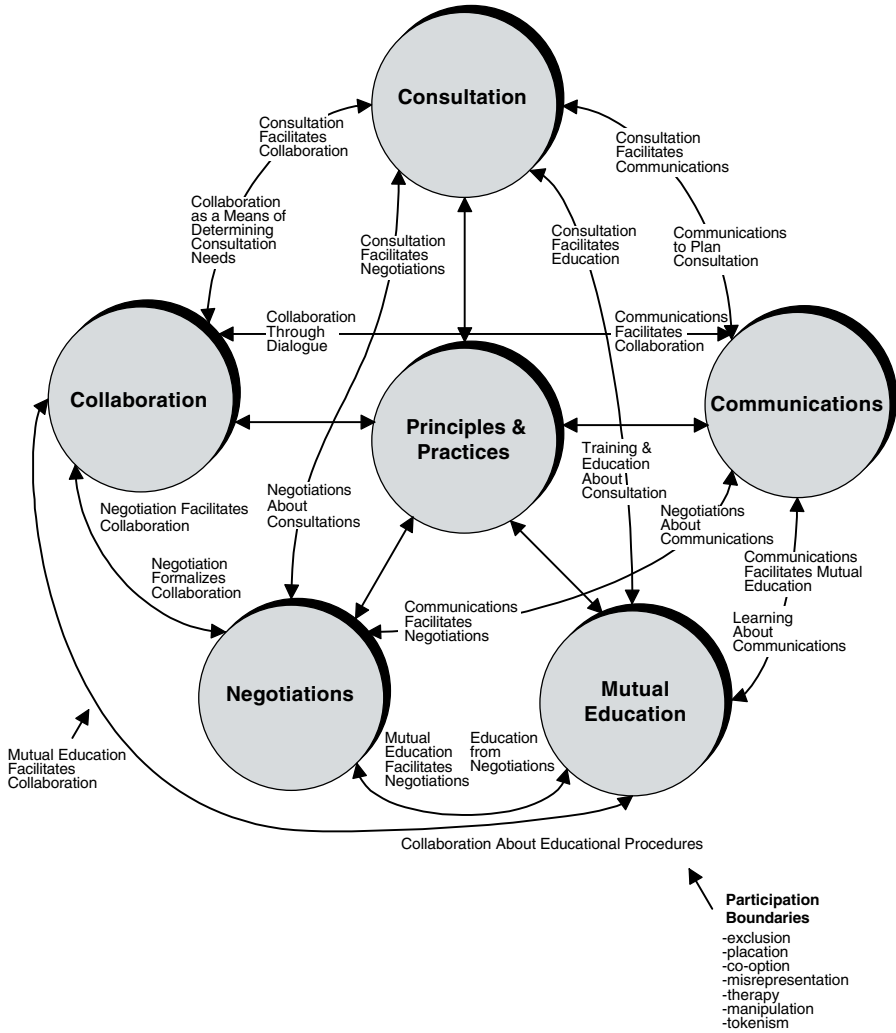 Consultation
Consultation
Facilitates
Collaboration
Consultation
Facilitates
Communications
Collaboration
as a Means of
Determining
Consultation
Needs
Consultation
Facilitates
Negotiations
Consultation
Facilitates
Education
Communications
to Plan
Consultation
Collaboration
Through
Dialogue
Communications
Facilitates
Collaboration
Collaboration
Principles &
Practices
Communications
Training &
Education
About
Consultation
Negotiations
About
Consultations
Negotiation Facilitates
Collaboration
Negotiations
About
Communications
Negotiation
Formalizes
Collaboration
Communications
Facilitates Mutual
Education
Communications
Facilitates
Negotiations
Learning
About
Communications
Negotiations
Mutual
Education
Mutual Education
Facilitates
Collaboration
Mutual
Education
Facilitates
Negotiations
Education
from
Negotiations
Collaboration About Educational Procedures
Participation
Boundaries
-exclusion
-placation
-co-option
-misrepresentation
-therapy
-manipulation
-tokenism